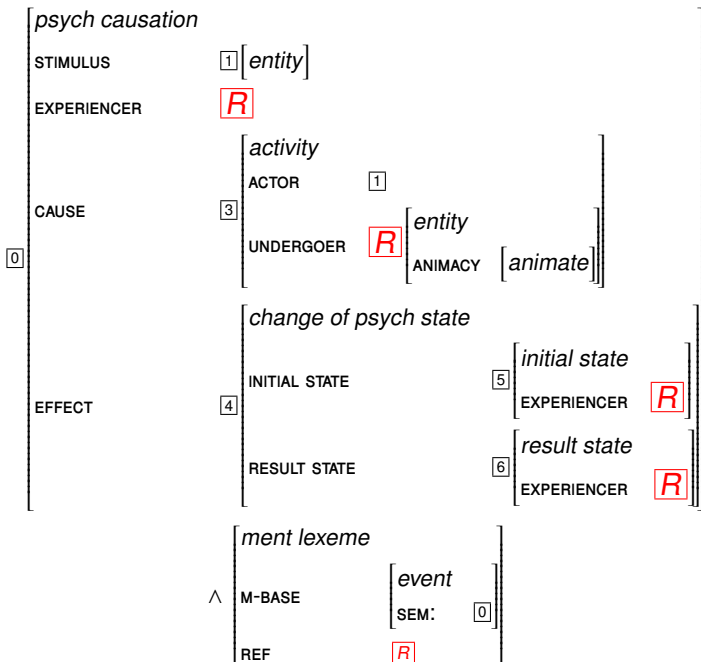 psych causation
STIMULUS 1 [entity]
EXPERIENCER R
activity
ACTOR 1
CAUSE 3
entity
UNDERGOER R
ANIMACY [animate]
0
change of psych state
initial state
INITIAL STATE 5
EXPERIENCER R
EFFECT 4
result state
RESULT STATE 6
EXPERIENCER R
ment lexeme
event
∧ M-BASE
SEM: 0
REF R